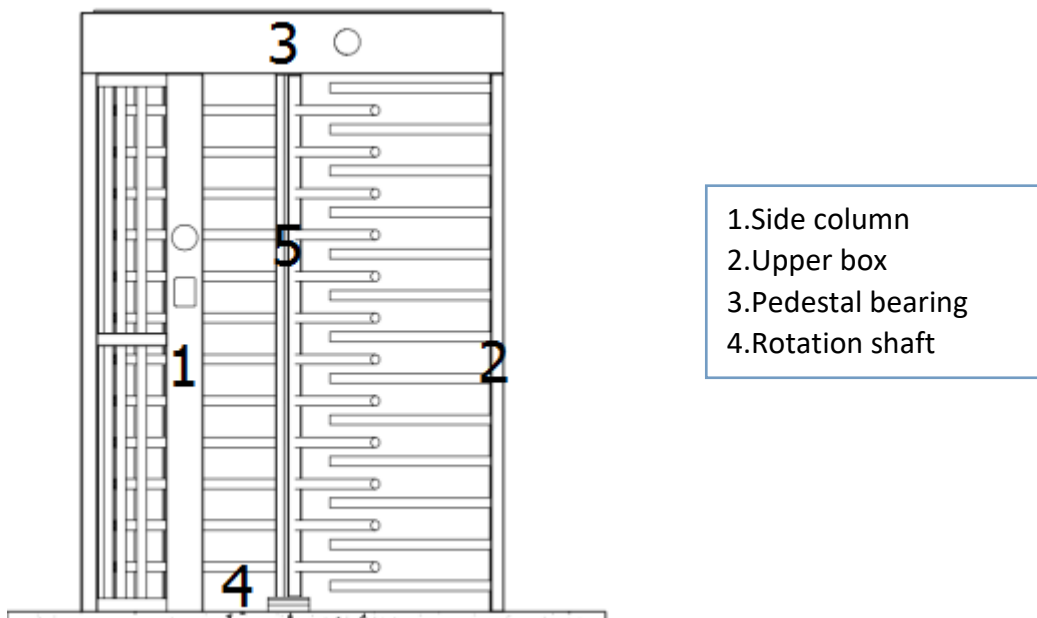 3
5
1
2
4
1.Side column
2.Upper box
3.Pedestal bearing
4.Rotation shaft